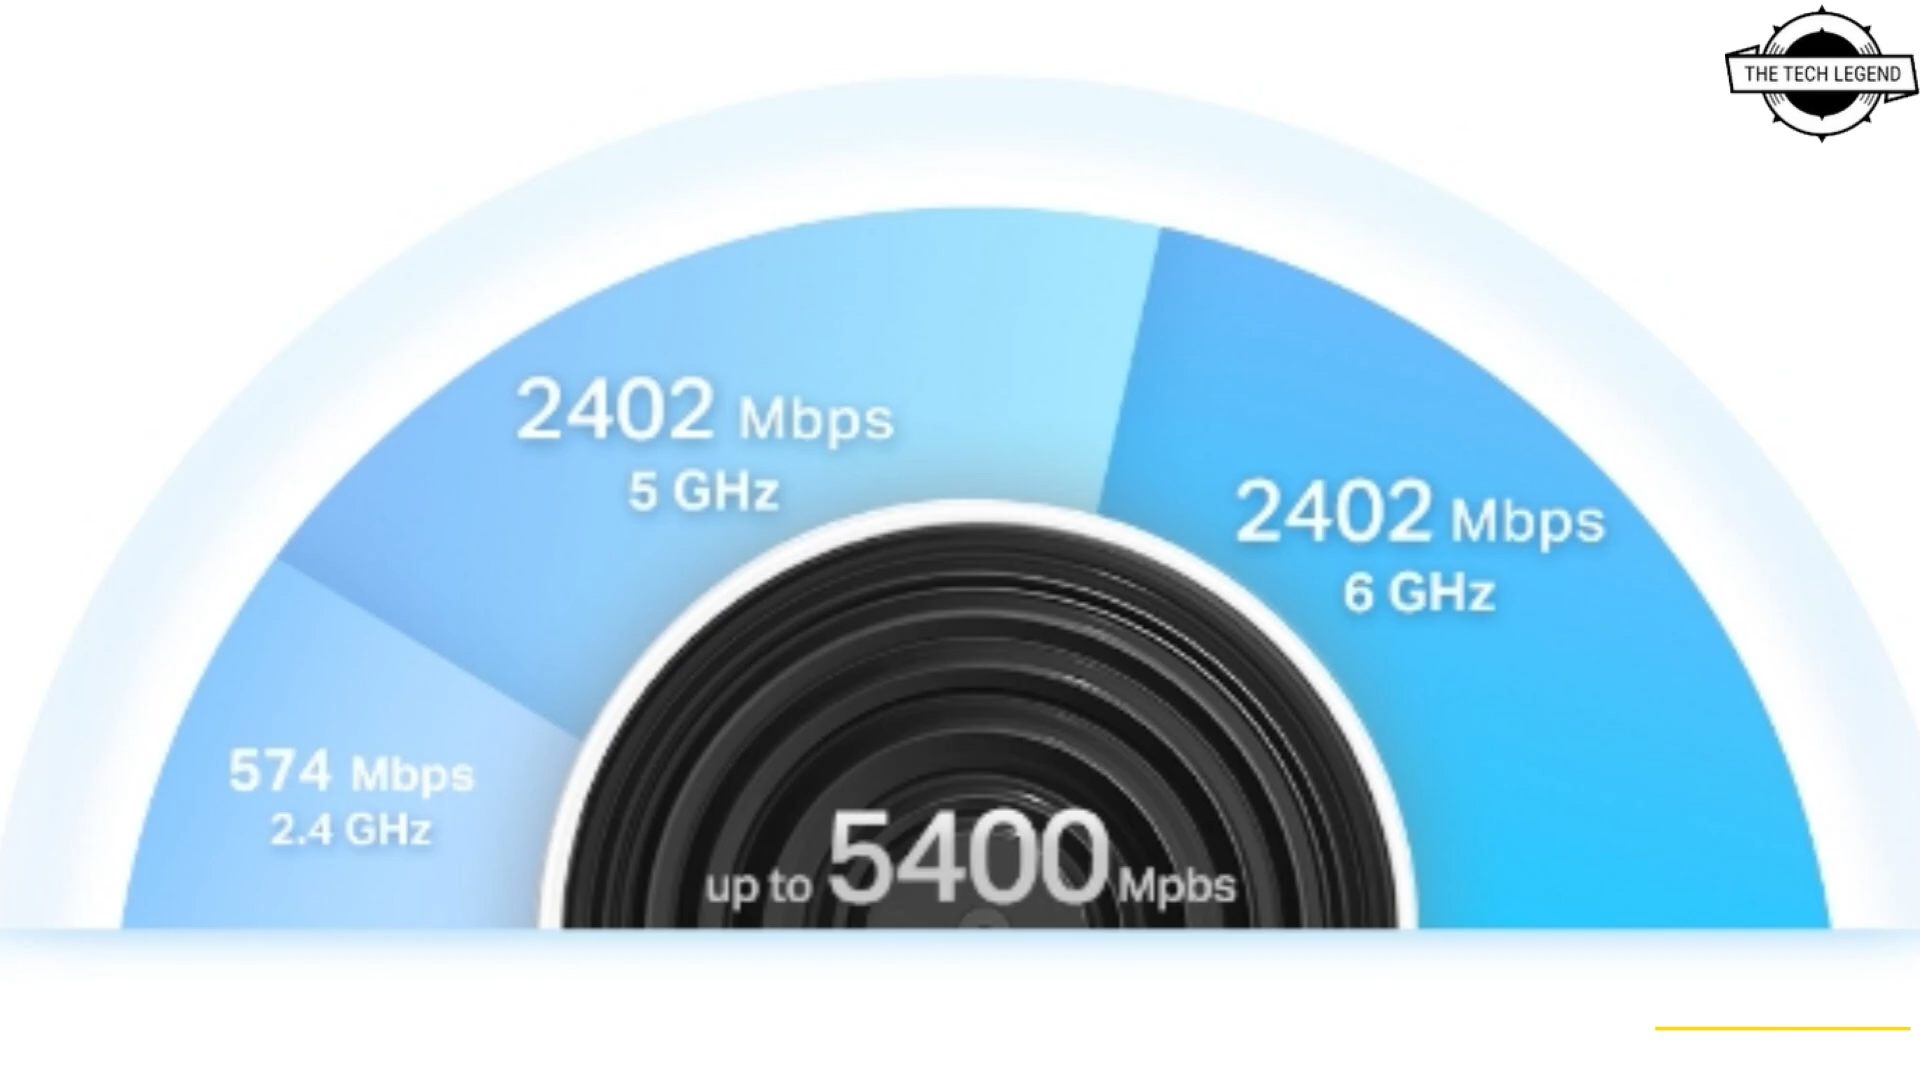 THE TECH LEGEND
2402 Mbps
5 GHz
2402 Mbps
6 GHz
574 Mbps
2.4 GHz
up to 5400 Mpbs